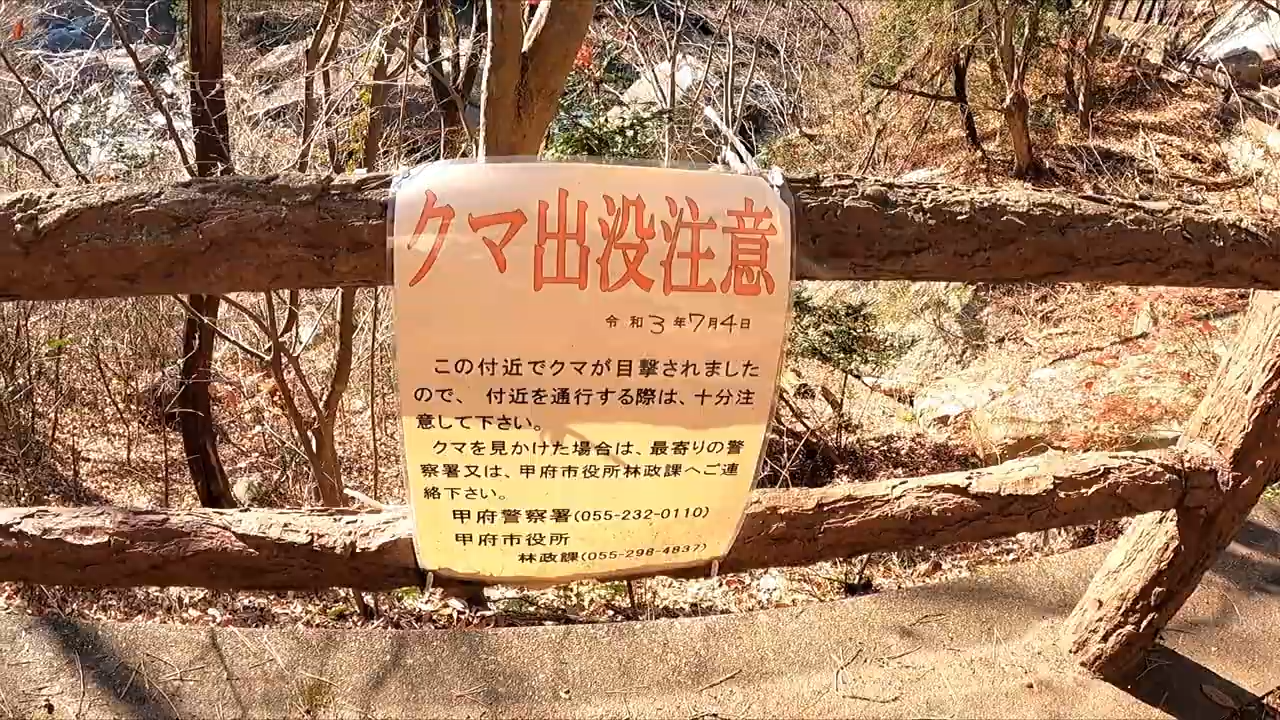 クマ出没注意
令和3年7月4日
この付近でクマが目撃されました
ので、 付近を通行する際は、十分注
意して下さい。
クマを見かけた場合は、最寄りの警
察署又は、甲府市役所林政課へご連
絡下さい。
甲府警察署(055-232-0110)
甲府市役所
林政課(055-298-4837)